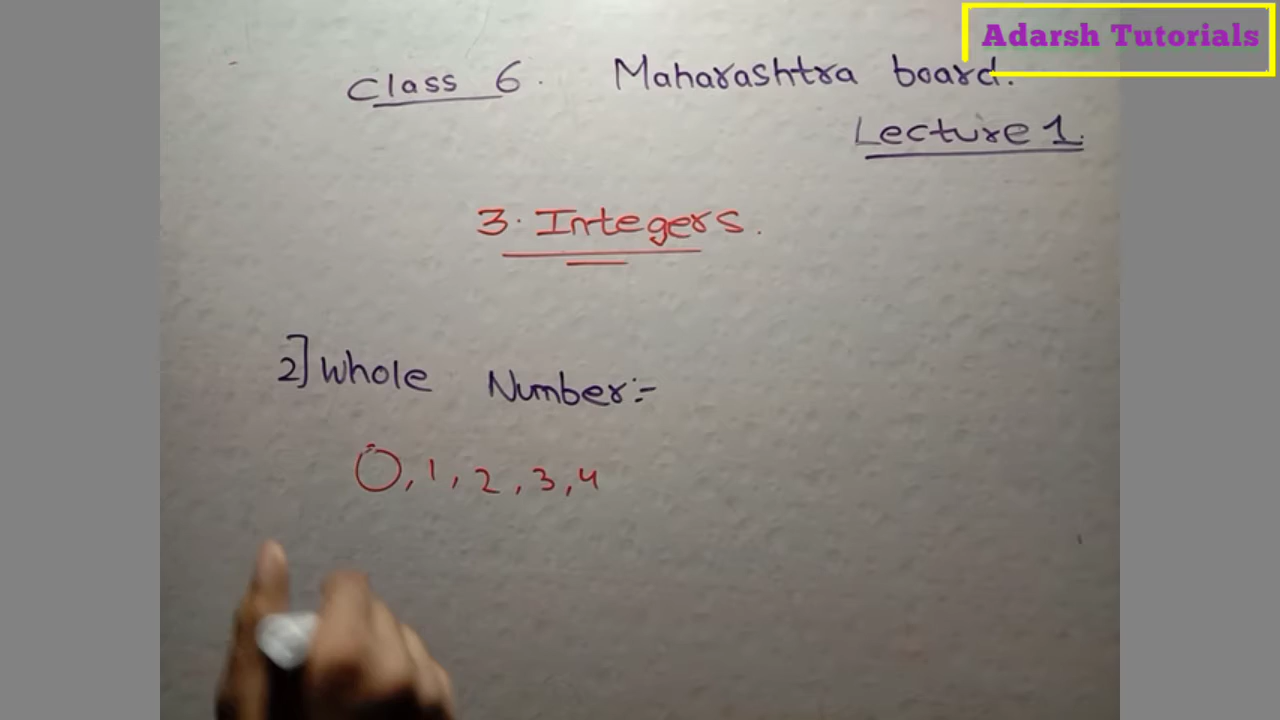 Adarsh Tutorials
Class 6. Maharashtra board.
Lecture 1.
3. Integers.
2] Whole Number:-
0, 1, 2, 3, 4